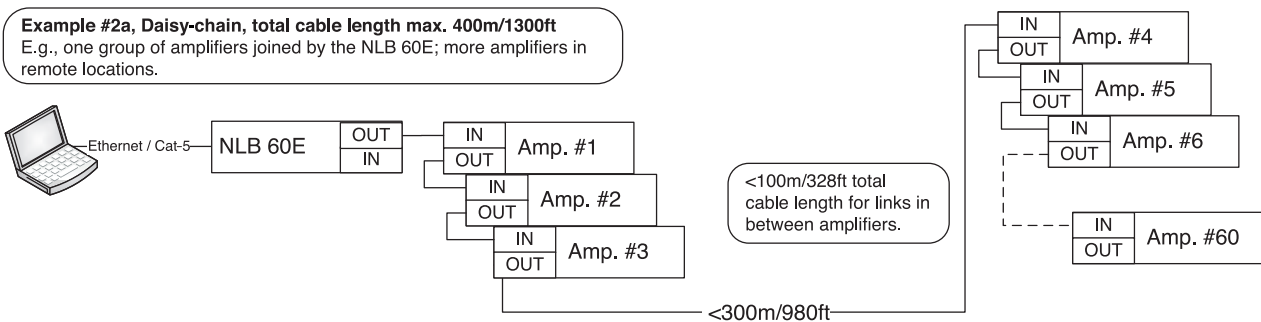 Example #2a, Daisy-chain, total cable length max. 400m/1300ft
E.g., one group of amplifiers joined by the NLB 60E; more amplifiers in
remote locations.
Ethernet / Cat-5
NLB 60E
OUT
IN
IN
OUT
Amp. #1
IN
OUT
Amp. #2
IN
OUT
Amp. #3
<100m/328ft total
cable length for links in
between amplifiers.
<300m/980ft
IN
OUT
Amp. #4
IN
OUT
Amp. #5
IN
OUT
Amp. #6
IN
OUT
Amp. #60